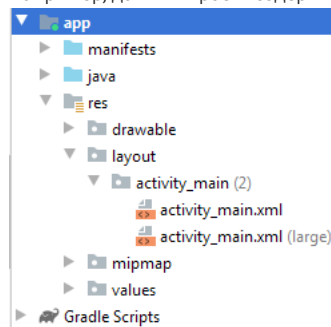 app
manifests
java
res
drawable
layout
activity_main (2)
activity_main.xml
activity_main.xml (large)
mipmap
values
Gradle Scripts